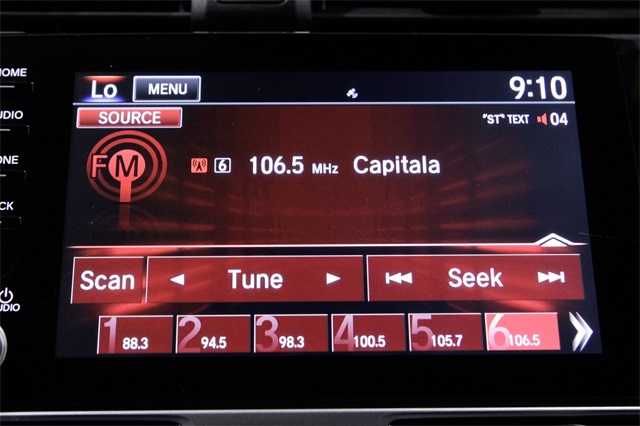 HOME
Lo MENU 9:10
UDIO
SOURCE "ST" TEXT 04
FM 6 106.5 MHz Capitala
ONE
CK
Scan Tune Seek
UDIO
1 88.3 2 94.5 3 98.3 4 100.5 5 105.7 6 106.5